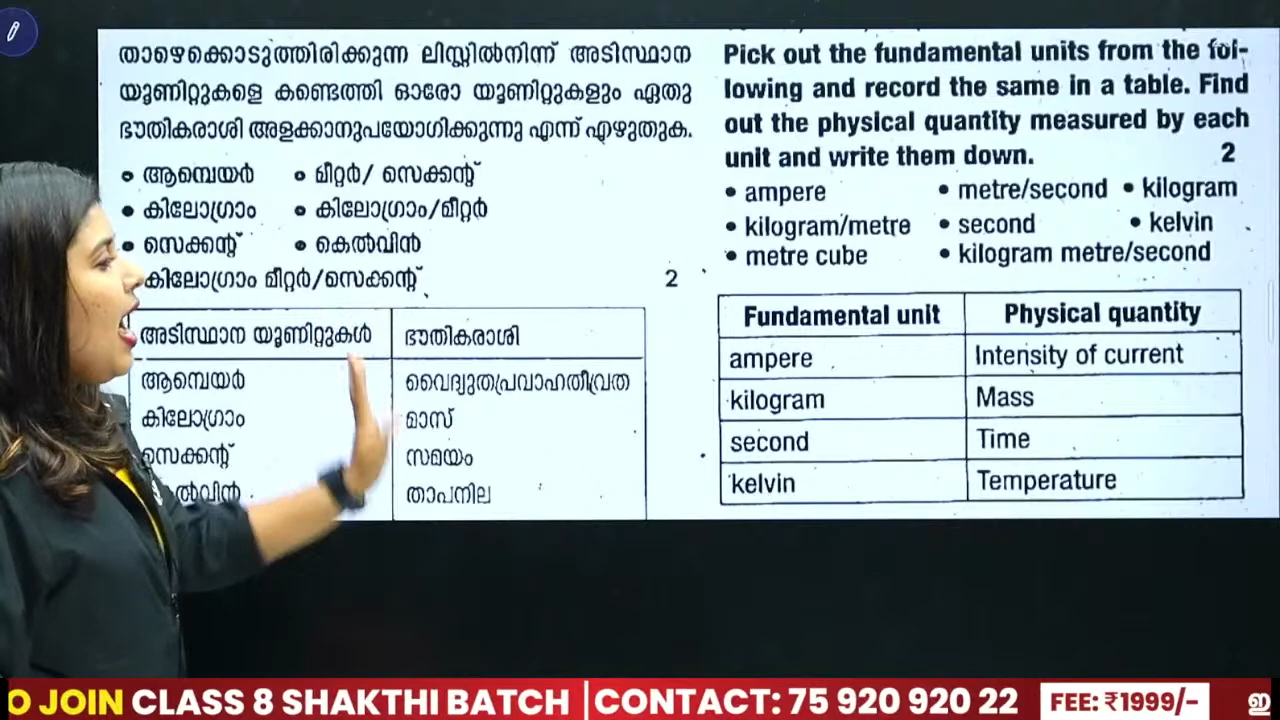 താഴെക്കൊടുത്തിരിക്കുന്ന ലിസ്റ്റിൽനിന്ന് അടിസ്ഥാന
യൂണിറ്റുകളെ കണ്ടെത്തി ഓരോ യൂണിറ്റുകളും ഏതു
ഭൗതികരാശി അളക്കാനുപയോഗിക്കുന്നു എന്ന് എഴുതുക.
• ആമ്പെയർ • മീറ്റർ/ സെക്കന്റ്
• കിലോഗ്രാം • കിലോഗ്രാം/മീറ്റർ
• സെക്കന്റ് • കെൽവിൻ
കിലോഗ്രാം മീറ്റർ/സെക്കന്റ് 2
അടിസ്ഥാന യൂണിറ്റുകൾ ഭൗതികരാശി
ആമ്പെയർ വൈദ്യുതപ്രവാഹതീവ്രത
കിലോഗ്രാം മാസ്
സെക്കന്റ് സമയം
താപനില
Pick out the fundamental units from the fol-
lowing and record the same in a table. Find
out the physical quantity measured by each
unit and write them down. 2
• ampere • metre/second • kilogram
• kilogram/metre • second • kelvin
• metre cube • kilogram metre/second
Fundamental unit Physical quantity
ampere Intensity of current
kilogram Mass
second Time
kelvin Temperature
O JOIN CLASS 8 SHAKTHI BATCH | CONTACT: 75 920 920 22 FEE: ₹1999/- ഇ